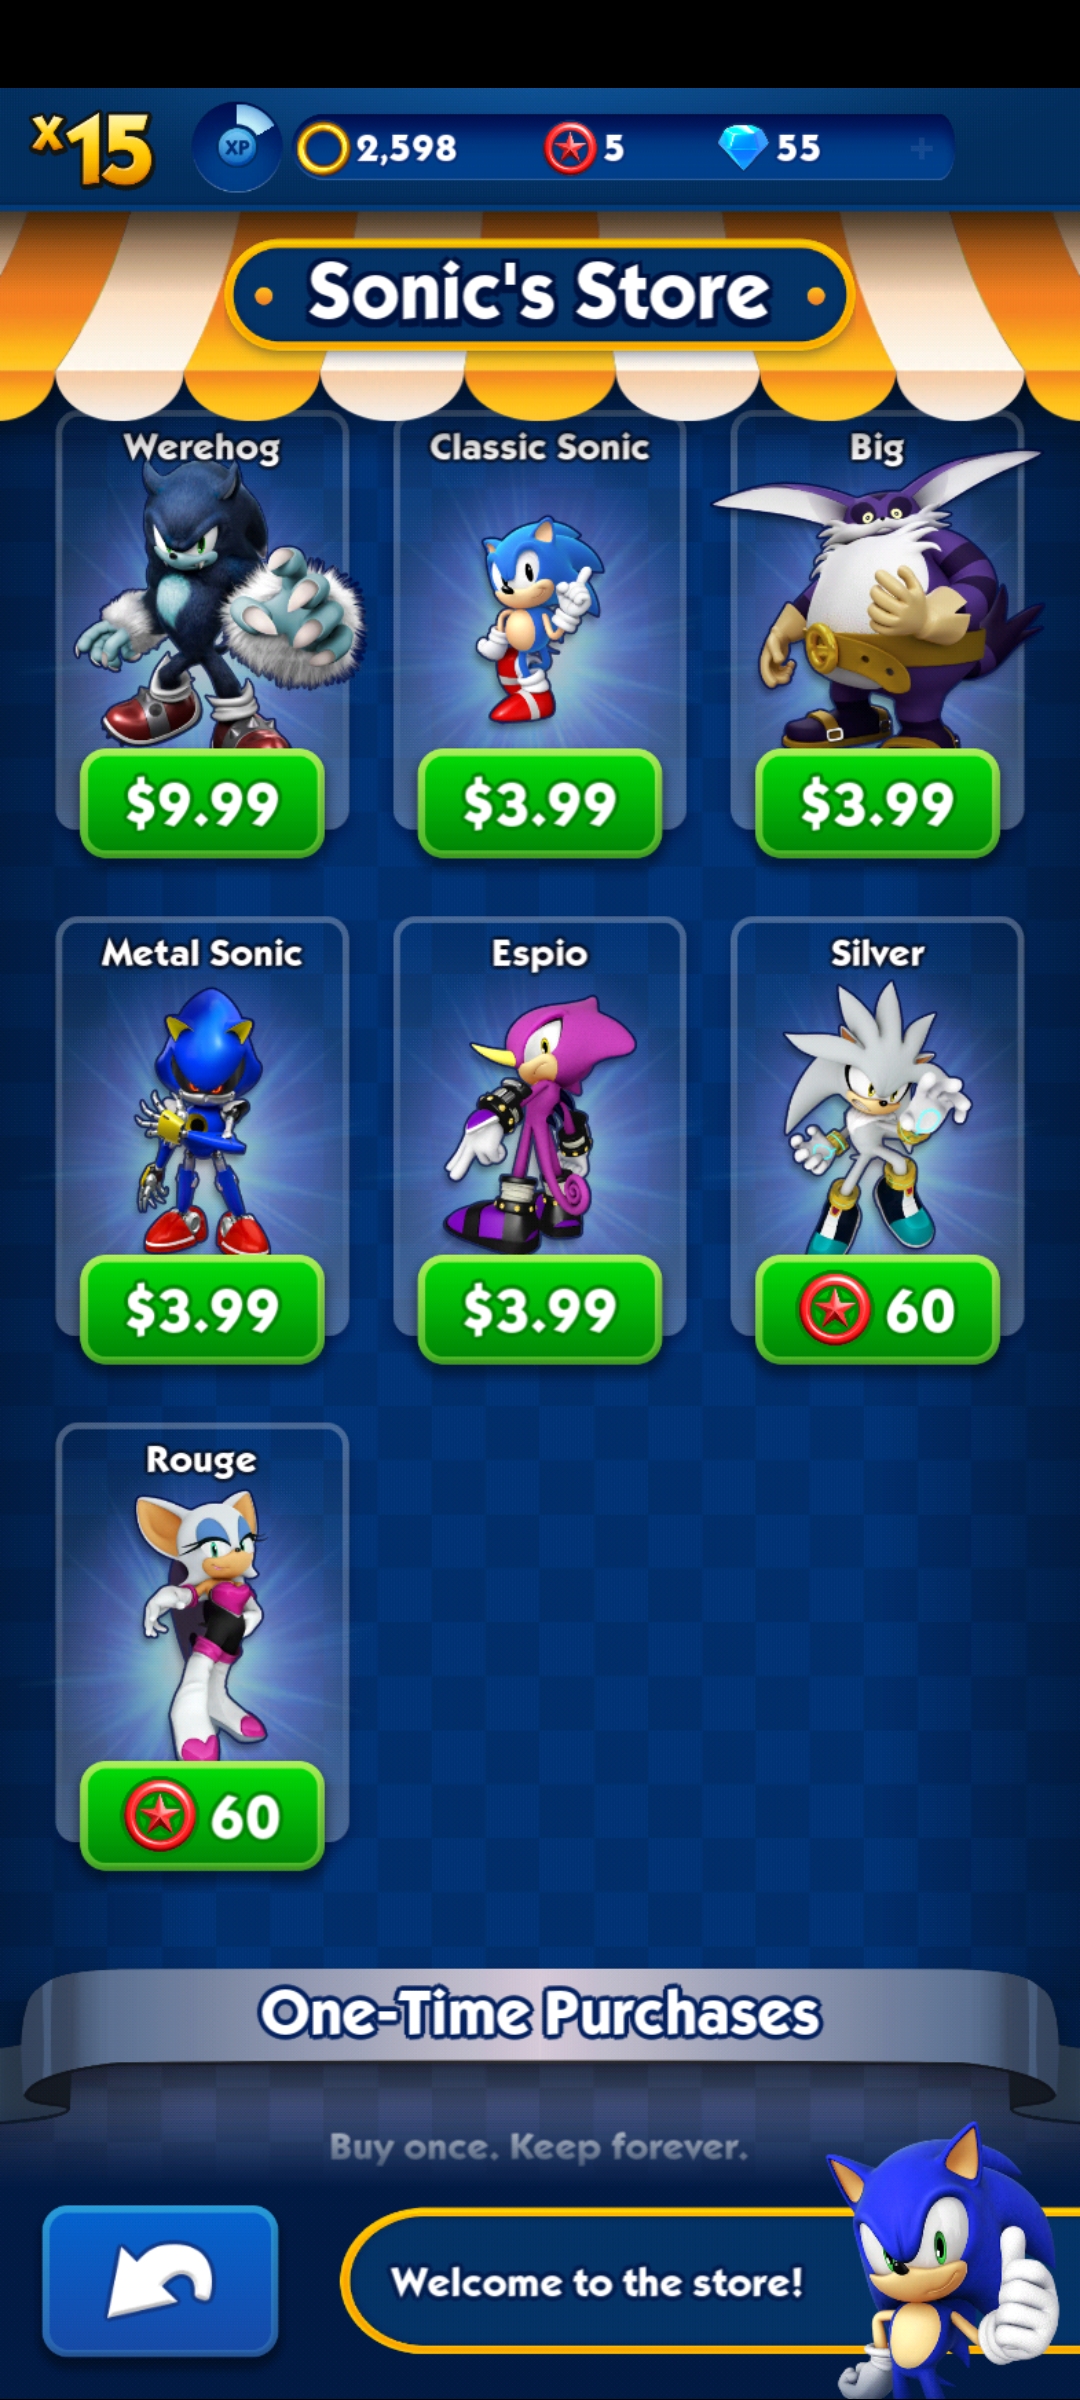 x15 XP 2,598 5 55 +
Sonic's Store
Werehog Classic Sonic Big
$9.99 $3.99 $3.99
Metal Sonic Espio Silver
$3.99 $3.99 60
Rouge
60
One-Time Purchases
Buy once. Keep forever.
Welcome to the store!